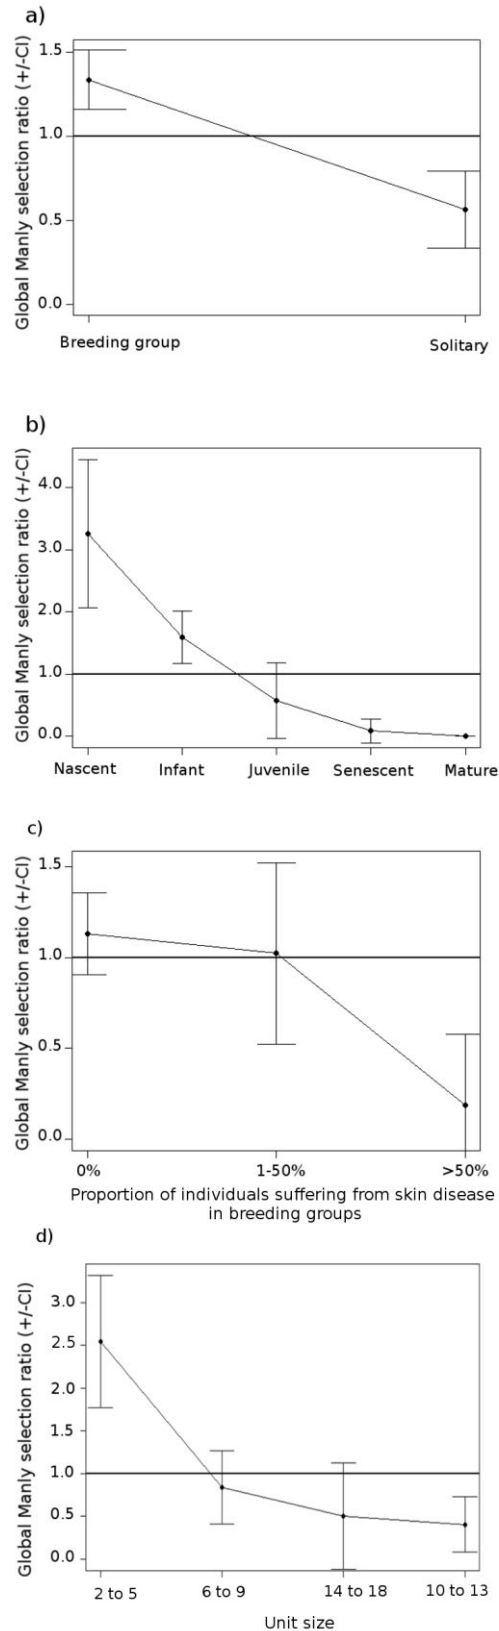 a)
Global Manly selection ratio (+/-CI)
1.5
1.0
0.5
0.0
Breeding group Solitary
b)
Global Manly selection ratio (+/-CI)
4.0
3.0
2.0
1.0
0.0
Nascent Infant Juvenile Senescent Mature
c)
Global Manly selection ratio (+/-CI)
1.5
1.0
0.5
0.0
0% 1-50% >50%
Proportion of individuals suffering from skin disease
in breeding groups
d)
Global Manly selection ratio (+/-CI)
3.0
2.5
2.0
1.5
1.0
0.5
0.0
2 to 5 6 to 9 14 to 18 10 to 13
Unit size